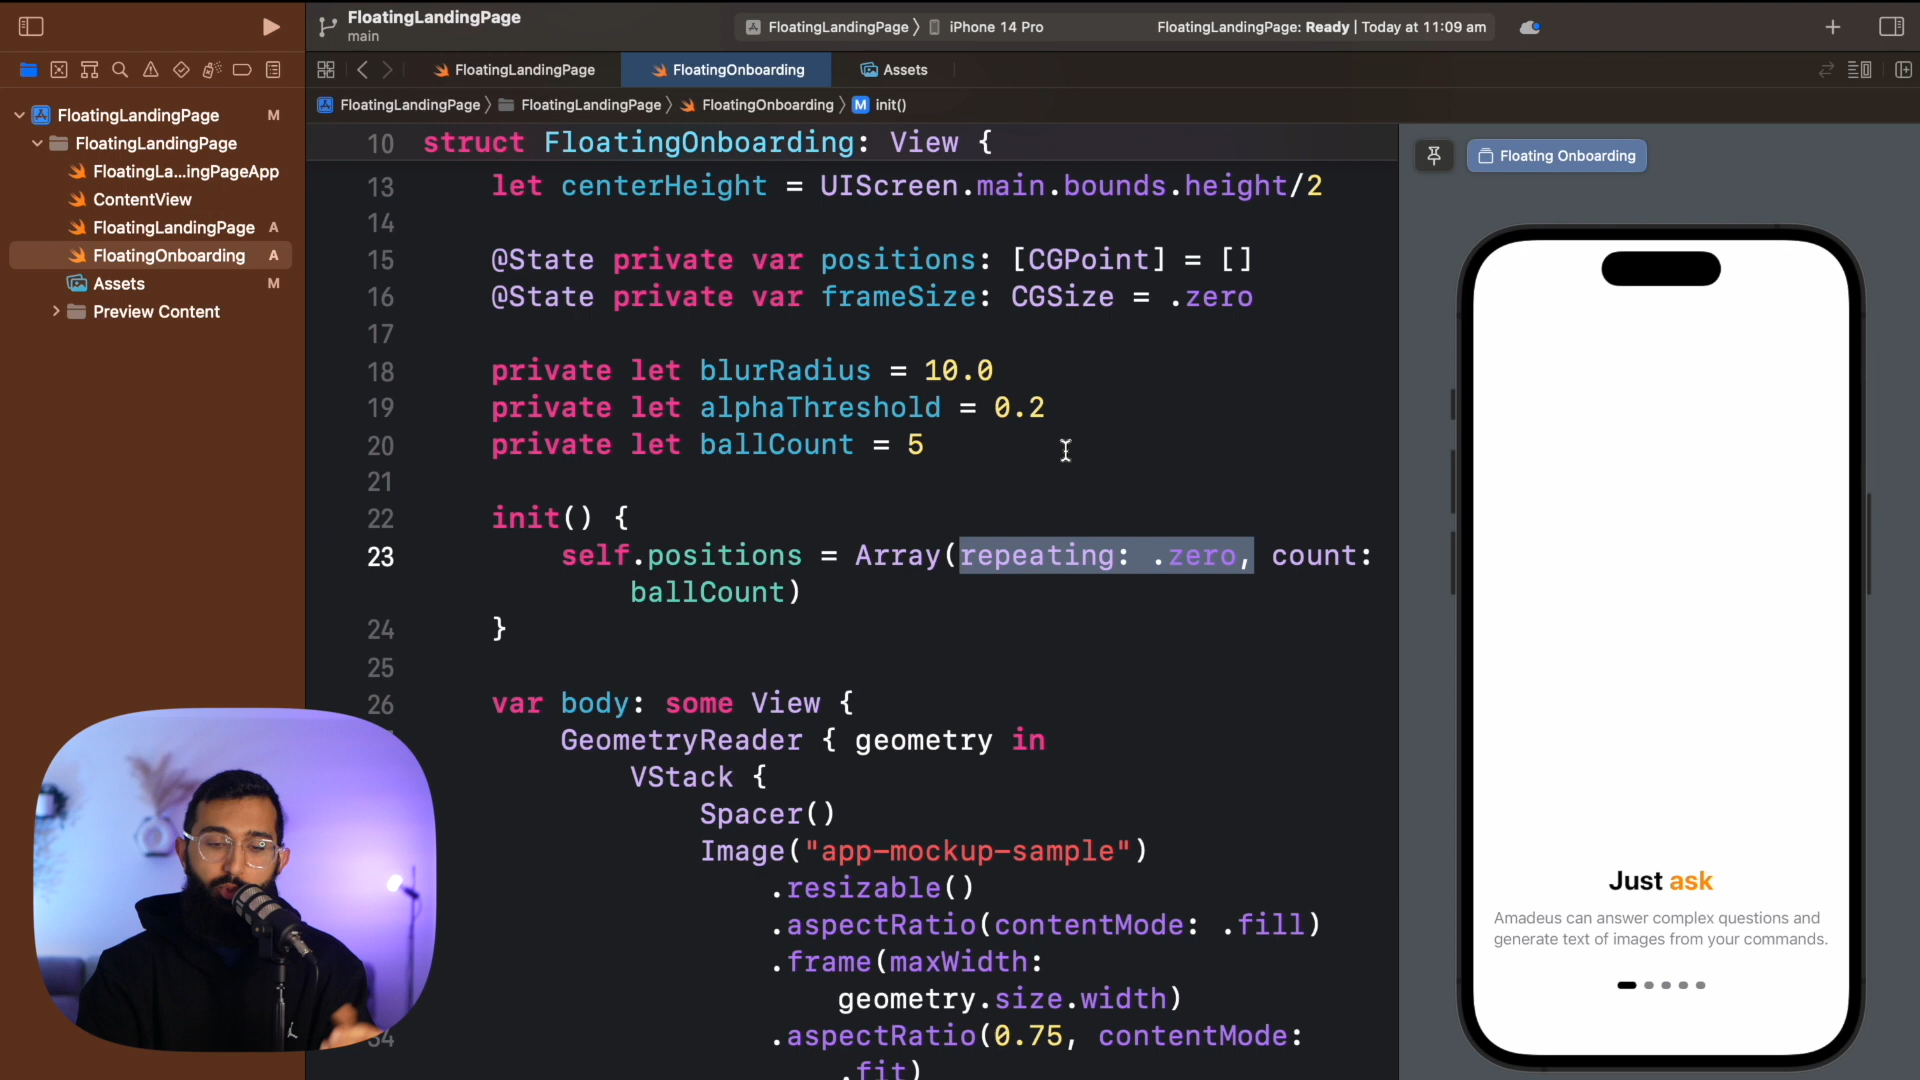 FloatingLandingPage
main
FloatingLandingPage 〉 iPhone 14 Pro
FloatingLandingPage: Ready | Today at 11:09 am
FloatingLandingPage
FloatingOnboarding
Assets
FloatingLandingPage 〉 FloatingLandingPage 〉 FloatingOnboarding 〉 M init()
FloatingLandingPage M
FloatingLandingPage
FloatingLa...ingPageApp
ContentView
FloatingLandingPage A
FloatingOnboarding A
Assets M
Preview Content
10 struct FloatingOnboarding: View {
13 let centerHeight = UIScreen.main.bounds.height/2
14
15 @State private var positions: [CGPoint] = []
16 @State private var frameSize: CGSize = .zero
17
18 private let blurRadius = 10.0
19 private let alphaThreshold = 0.2
20 private let ballCount = 5
21
22 init() {
23 self.positions = Array(repeating: .zero, count:
ballCount)
24 }
25
26 var body: some View {
GeometryReader { geometry in
VStack {
Spacer()
Image("app-mockup-sample")
.resizable()
.aspectRatio(contentMode: .fill)
.frame(maxWidth:
geometry.size.width)
34 .aspectRatio(0.75, contentMode:
.fit)
Floating Onboarding
Just ask
Amadeus can answer complex questions and
generate text of images from your commands.